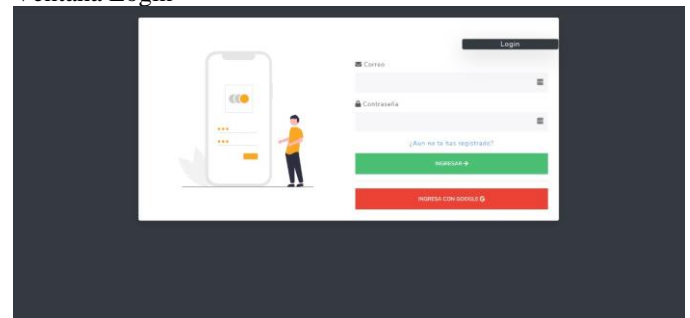 Ventana Login
Login
Correo
Contraseña
¿Aun no te has registrado?
INGRESAR
INGRESA CON GOOGLE G